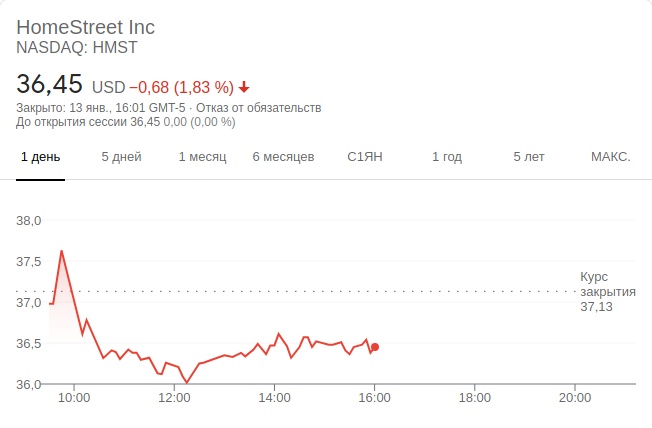 HomeStreet Inc
NASDAQ: HMST
36,45 USD −0,68 (1,83 %)
Закрыто: 13 янв., 16:01 GMT-5 · Отказ от обязательств
До открытия сессии 36,45 0,00 (0,00 %)
1 день 5 дней 1 месяц 6 месяцев С1ЯН 1 год 5 лет МАКС.
38,0
37,5
Курс
закрытия
37,13
37,0
36,5
36,0
10:00 12:00 14:00 16:00 18:00 20:00